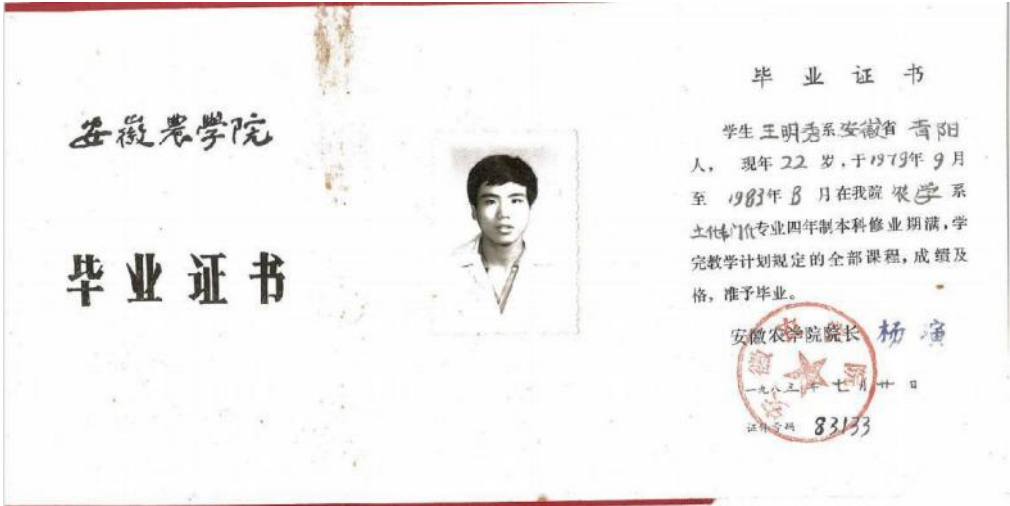 安徽農學院
毕业证书
毕业证书
学生王明秀系安徽省青阳
人，现年22岁，于1979年9月
至1983年8月在我院农学系
专业四年制本科修业期满，学
完教学计划规定的全部课程，成绩及
格，准予毕业。
安徽农学院院长 杨演
一九八三年七月廿日
证件号码 83133